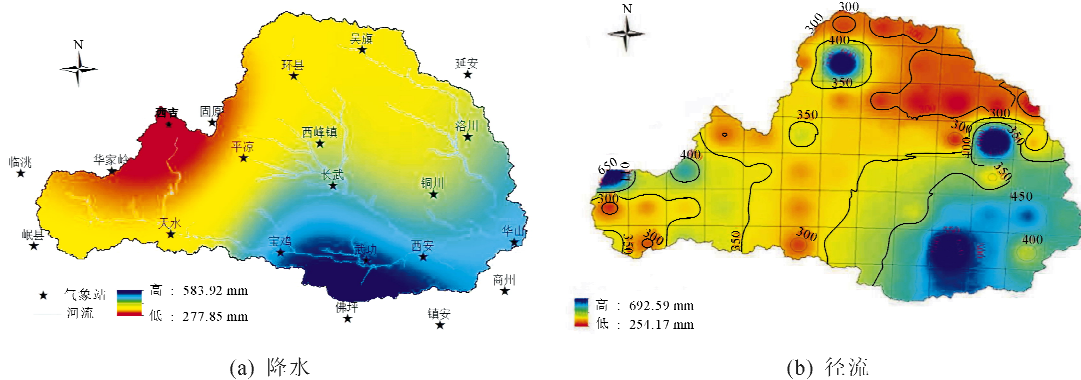 N
吴旗
环县
延安
西吉
固原
西峰镇
洛川
平凉
临洮
华家岭
长武
铜川
天水
岷县
宝鸡
武功
西安
华山
商州
佛坪
镇安
气象站
河流
高 : 583.92 mm
低 : 277.85 mm
(a) 降水
N
300
300
400
350
350
300
300
350
400
400
350
650
300
450
350
300
350
300
400
高 : 692.59 mm
低 : 254.17 mm
(b) 径流